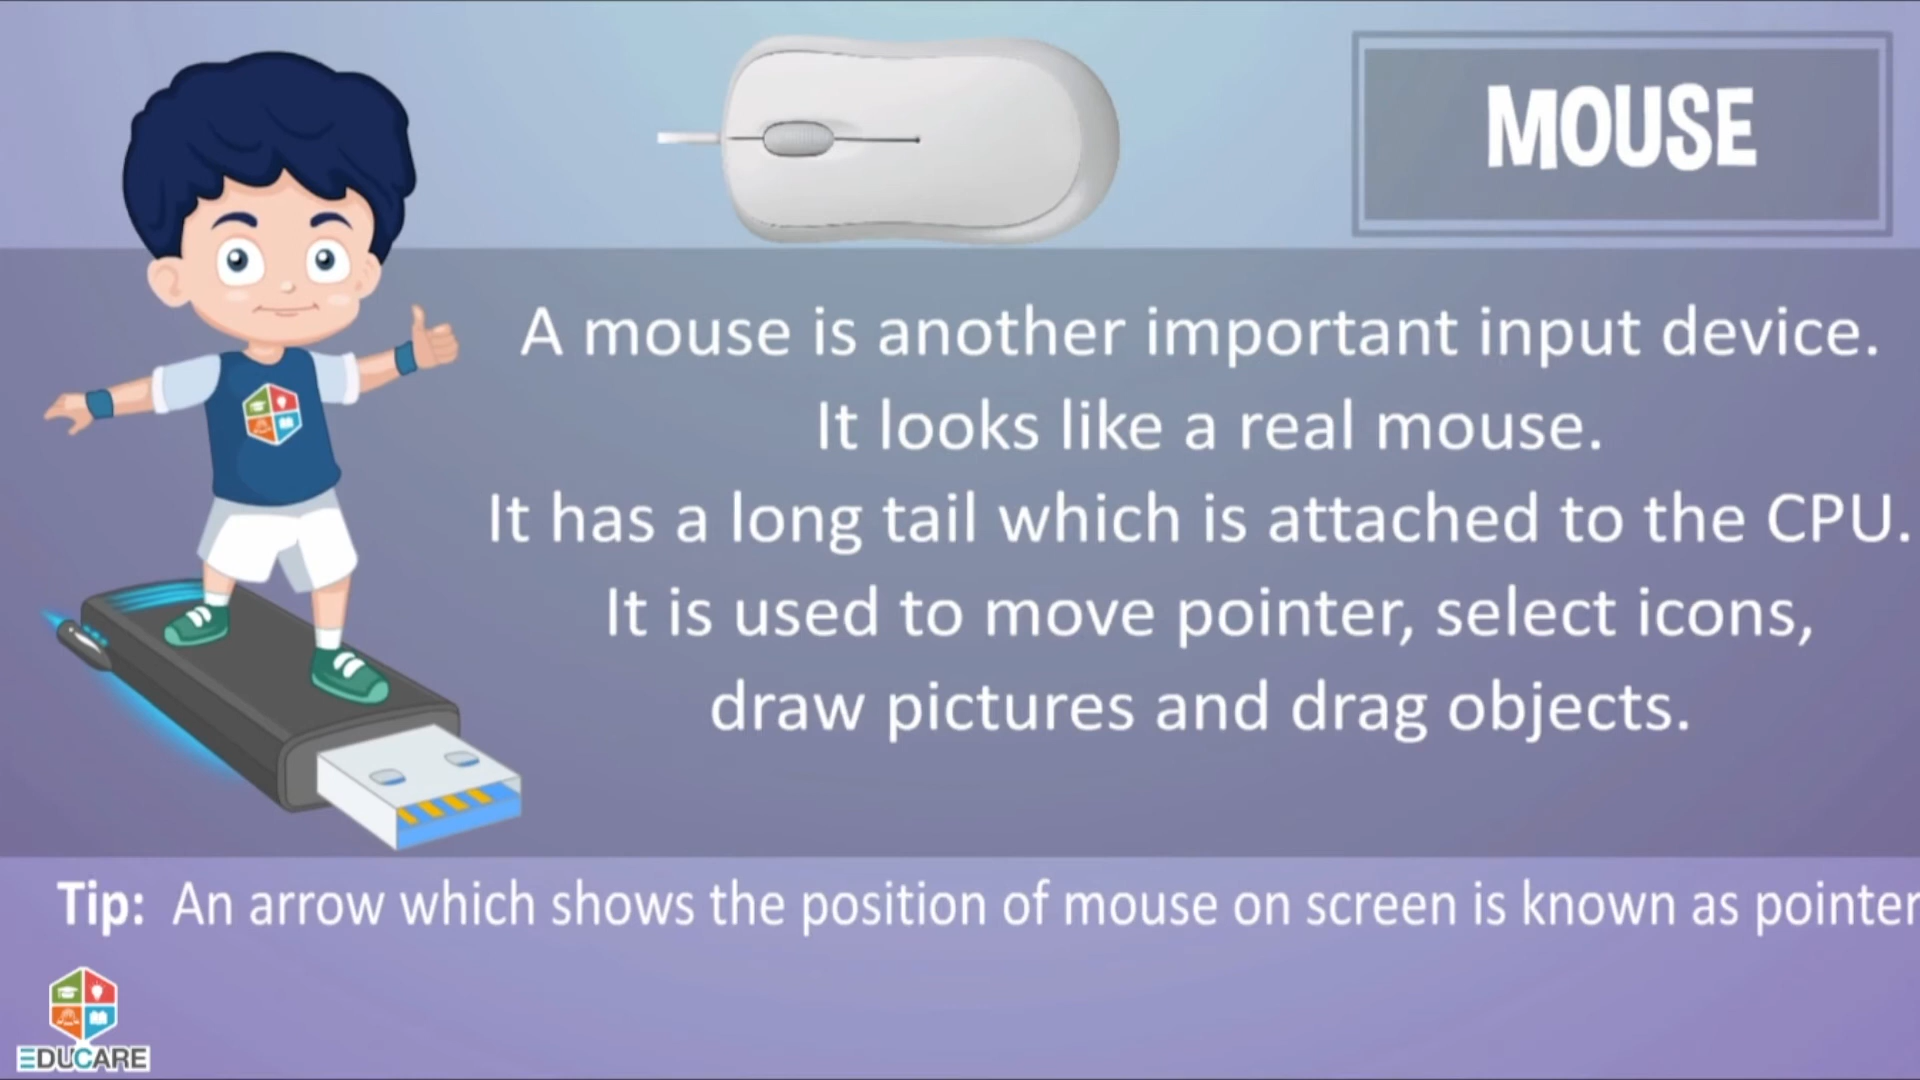 MOUSE
A mouse is another important input device.
It looks like a real mouse.
It has a long tail which is attached to the CPU.
It is used to move pointer, select icons,
draw pictures and drag objects.
Tip: An arrow which shows the position of mouse on screen is known as pointer
EDUCARE